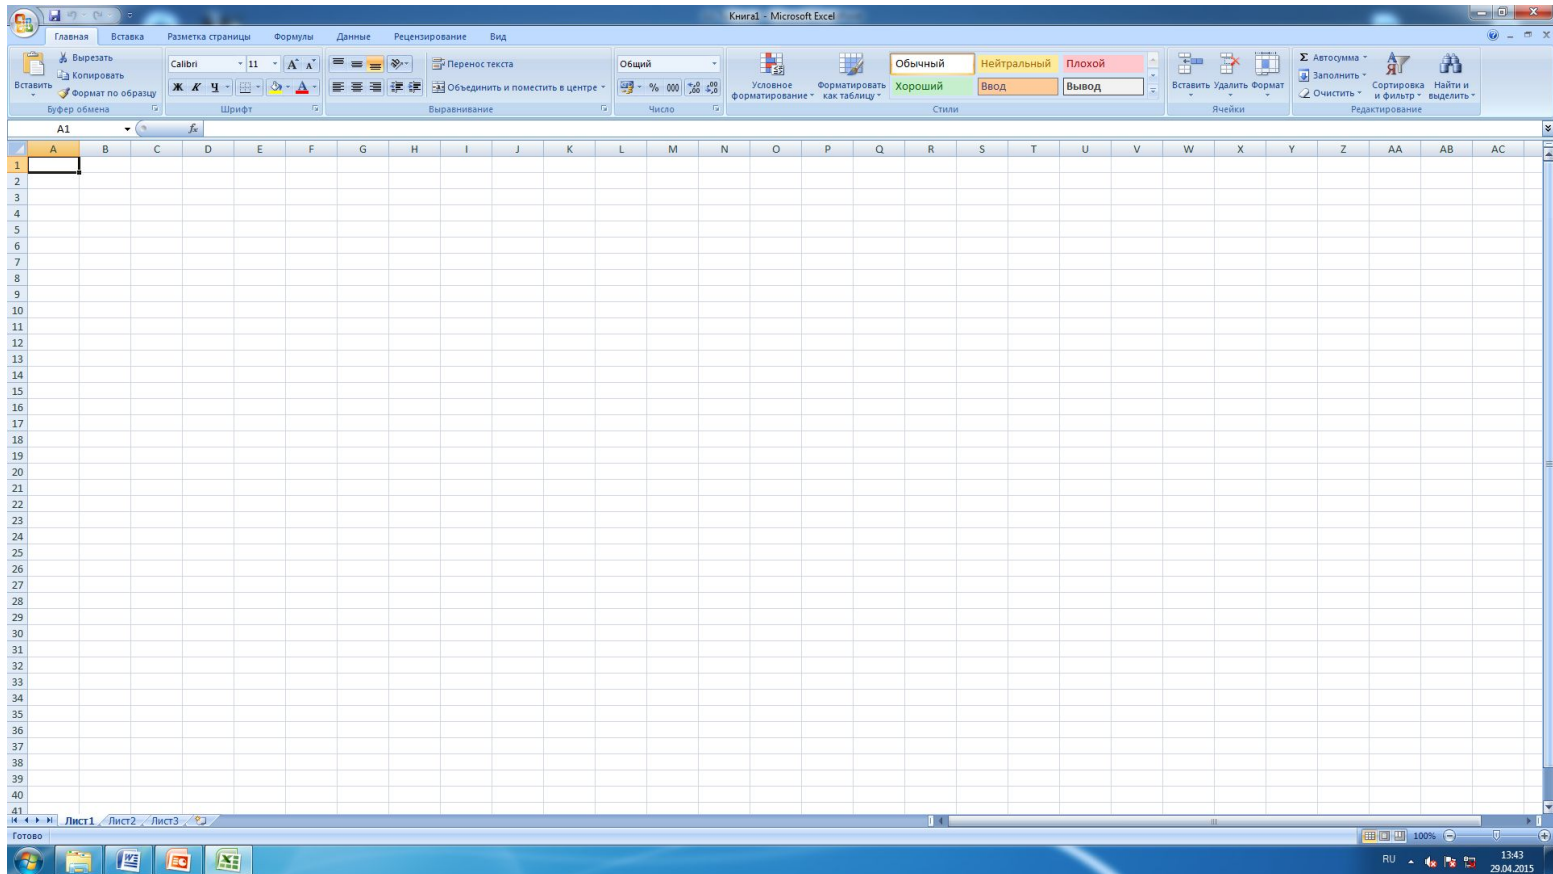 Книга1 - Microsoft Excel
Главная Вставка Разметка страницы Формулы Данные Рецензирование Вид
Вставить
Вырезать
Копировать
Формат по образцу
Буфер обмена
Calibri 11
Ж К Ч
Шрифт
Перенос текста
Объединить и поместить в центре
Выравнивание
Общий
% 000
Число
Условное форматирование
Форматировать как таблицу
Обычный Нейтральный Плохой
Хороший Ввод Вывод
Стили
Вставить Удалить Формат
Ячейки
Σ Автосумма
Заполнить
Очистить
Сортировка и фильтр
Найти и выделить
Редактирование
A1 fx
A B C D E F G H I J K L M N O P Q R S T U V W X Y Z AA AB AC
1
2
3
4
5
6
7
8
9
10
11
12
13
14
15
16
17
18
19
20
21
22
23
24
25
26
27
28
29
30
31
32
33
34
35
36
37
38
39
40
41
Лист1 Лист2 Лист3
Готово 100%
RU 13:43
29.04.2015